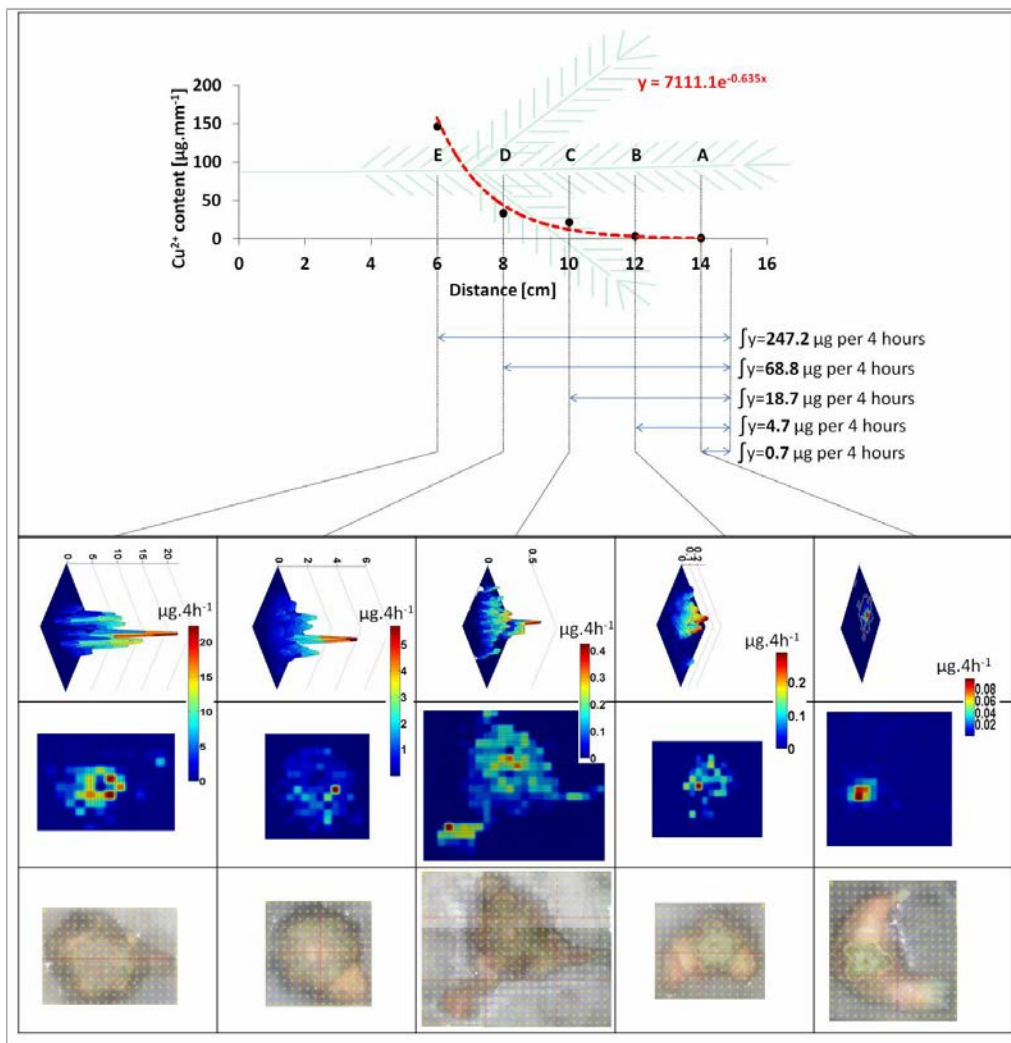 y = 7111.1e-0.635x
200
150
100
50
0
Cu2+ content [µg.mm-1]
E D C B A
0 2 4 6 8 10 12 14 16
Distance [cm]
∫y=247.2 µg per 4 hours
∫y=68.8 µg per 4 hours
∫y=18.7 µg per 4 hours
∫y=4.7 µg per 4 hours
∫y=0.7 µg per 4 hours
0 5 10 15 20
µg.4h-1
20
15
10
5
0
0 2 4 6
µg.4h-1
5
4
3
2
1
0 0.5
µg.4h-1
0.4
0.3
0.2
0.1
0
µg.4h-1
0.2
0.1
0
µg.4h-1
0.08
0.06
0.04
0.02